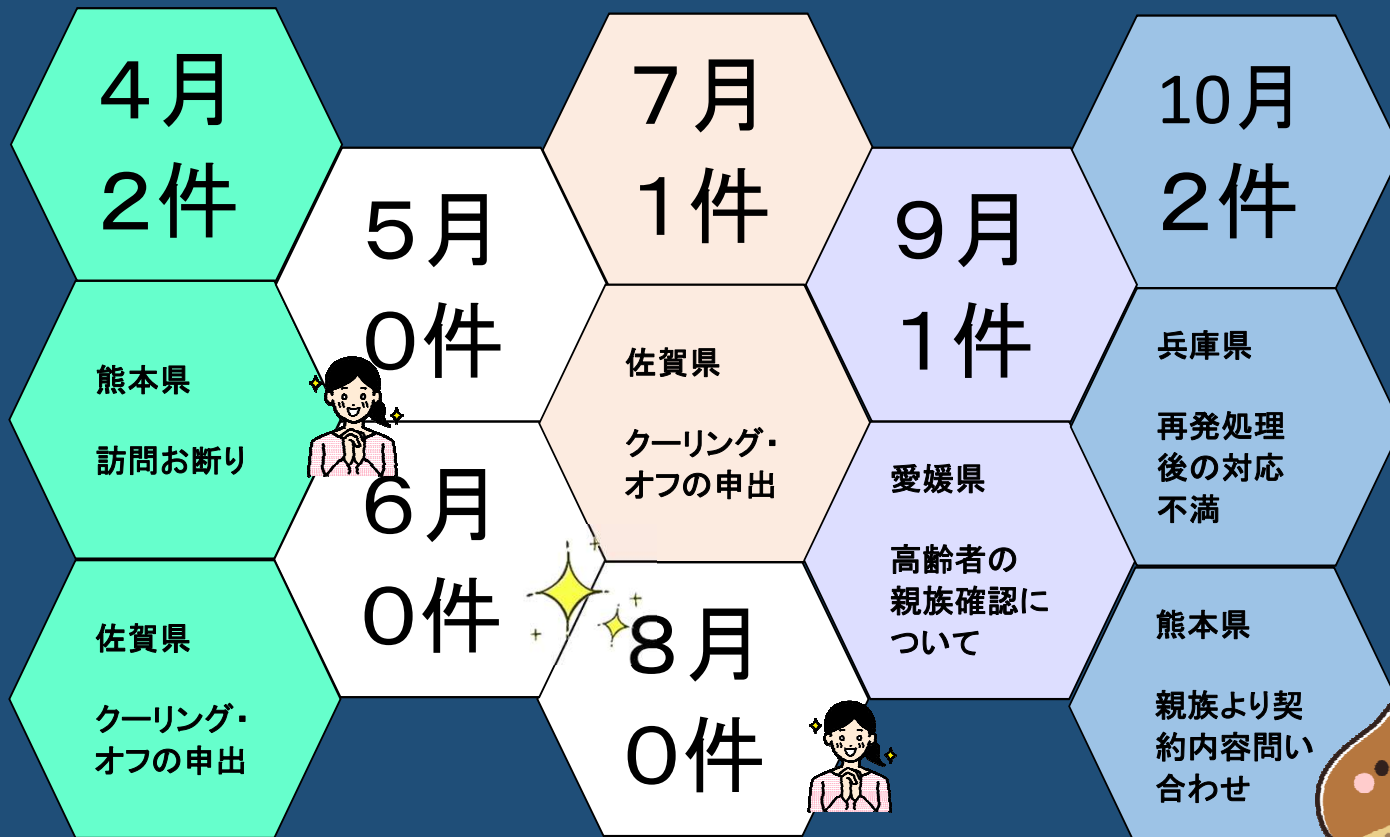 4月
2件
熊本県
訪問お断り
佐賀県
クーリング・
オフの申出
5月
0件
6月
0件
7月
1件
佐賀県
クーリング・
オフの申出
8月
0件
9月
1件
愛媛県
高齢者の
親族確認に
ついて
10月
2件
兵庫県
再発処理
後の対応
不満
熊本県
親族より契
約内容問い
合わせ